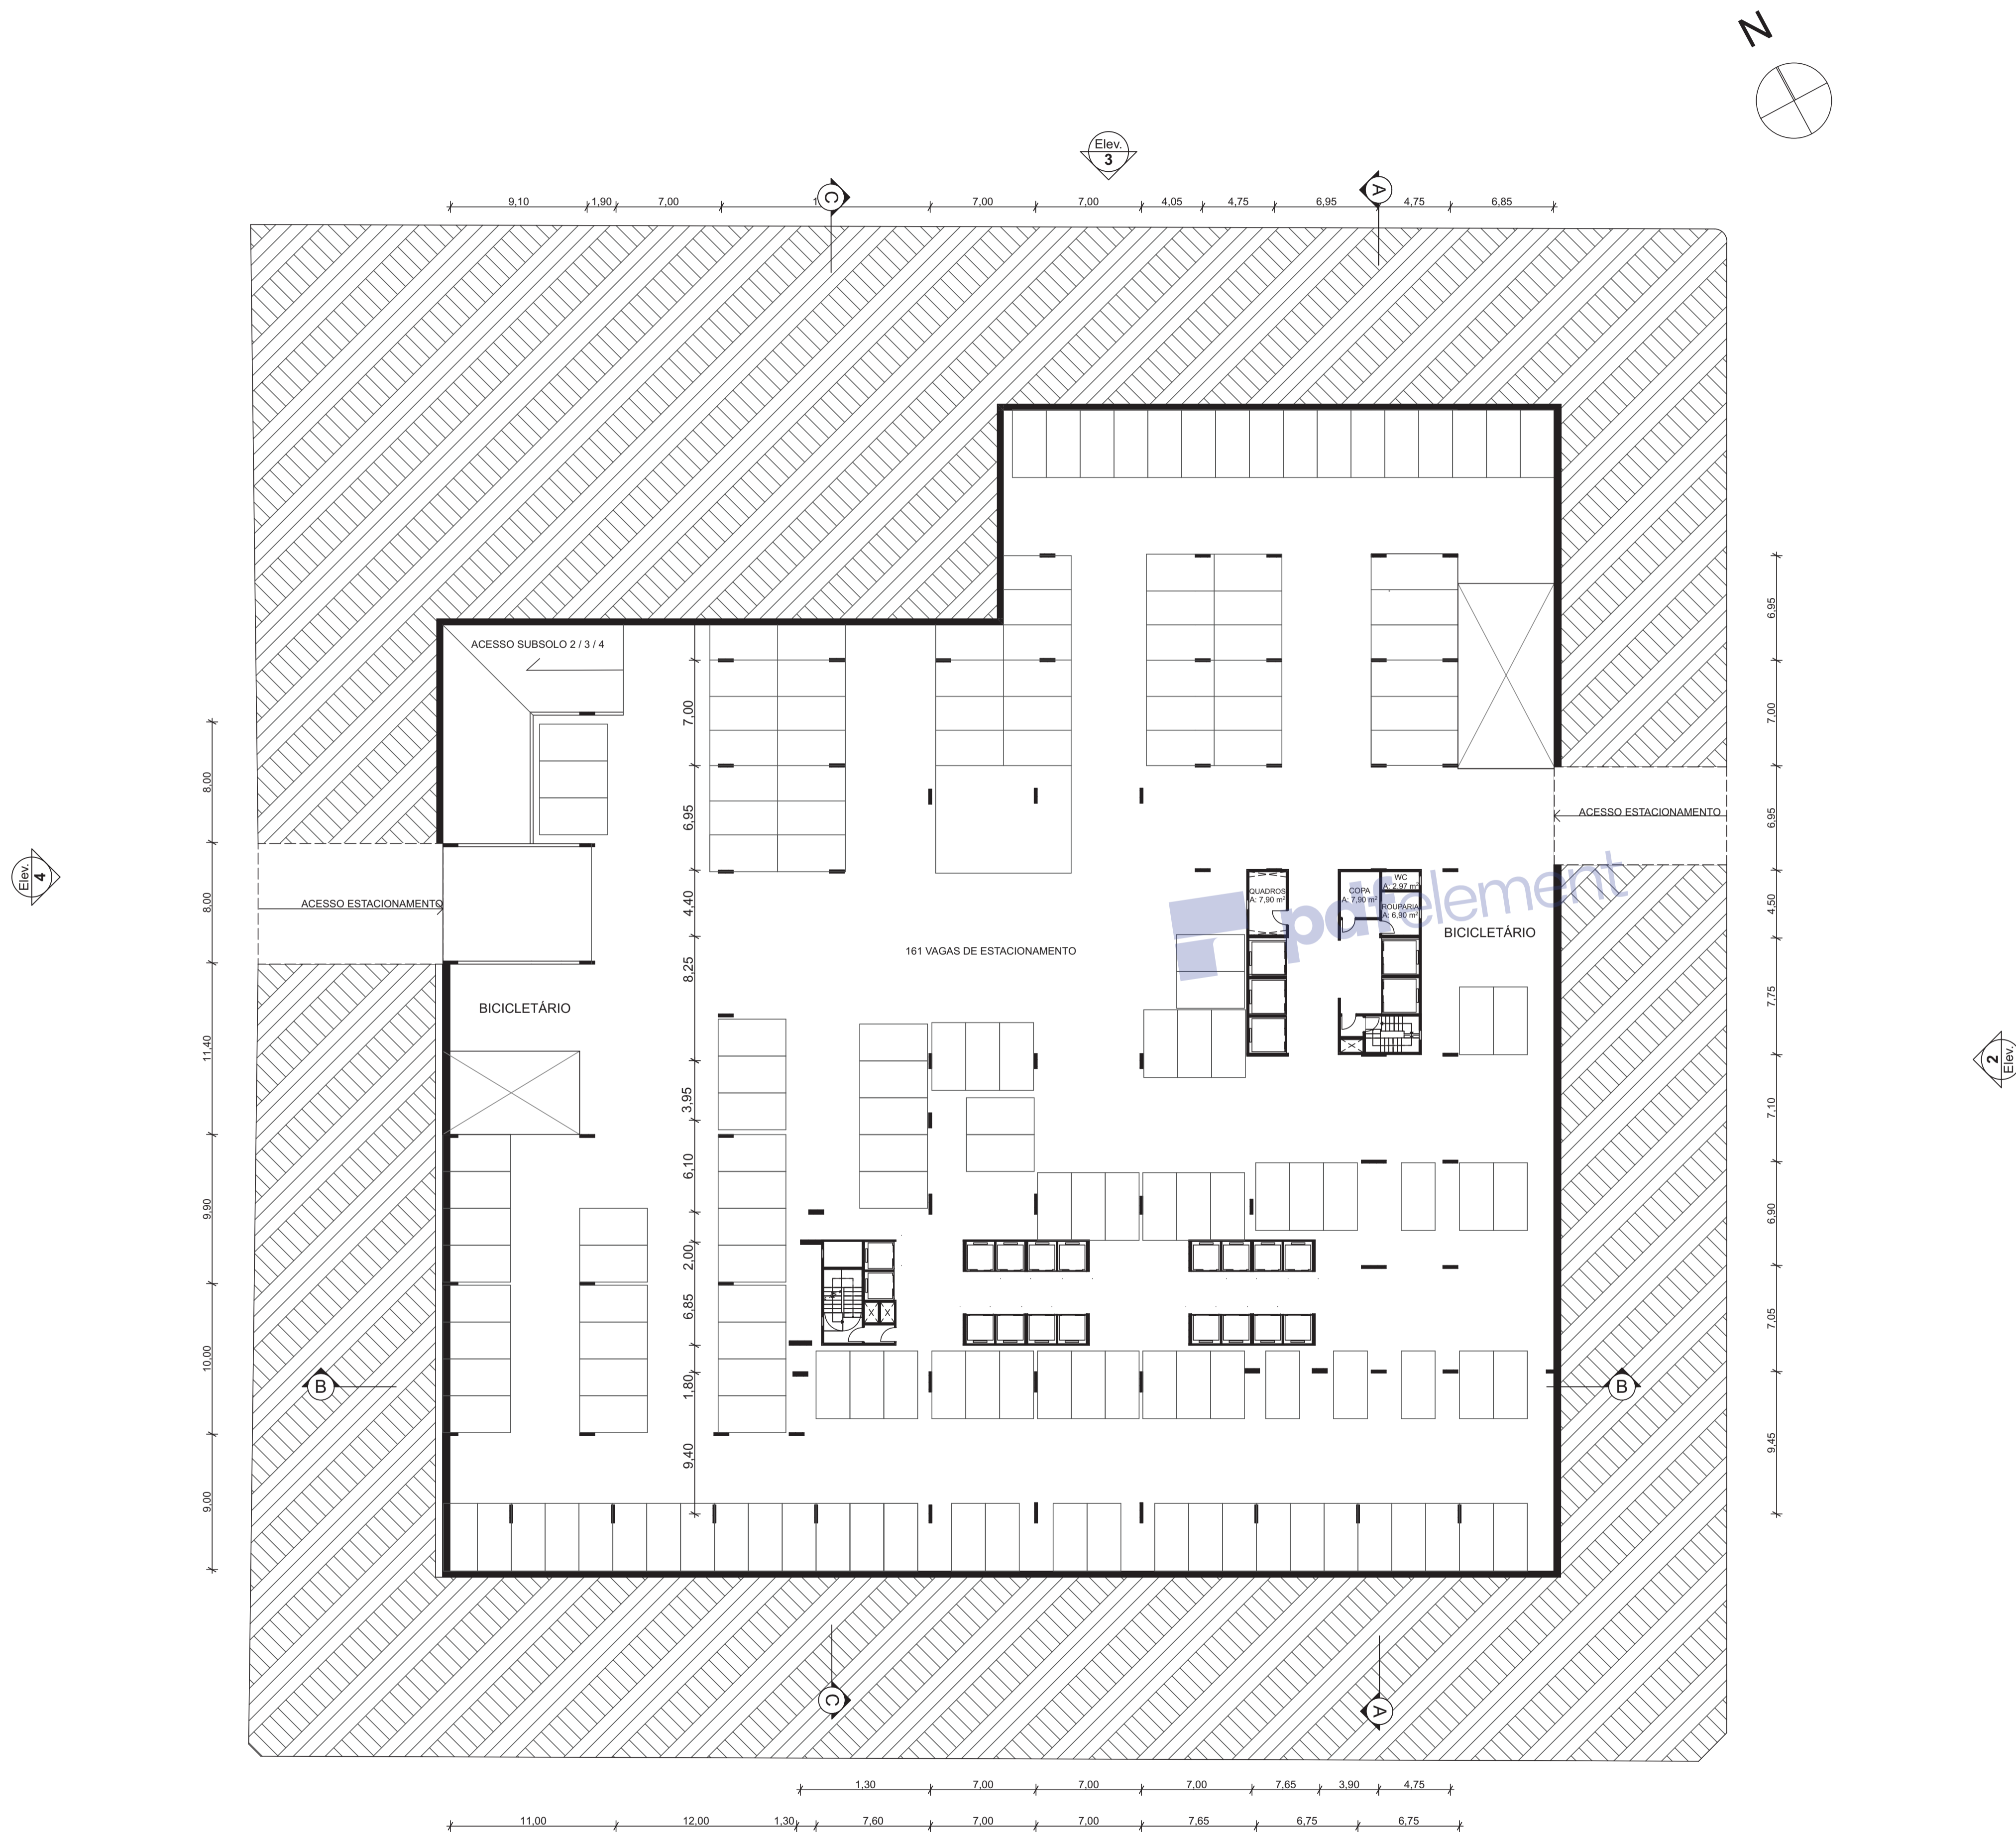 N
Elev.
3
9,10 1,90 7,00 C 7,00 7,00 4,05 4,75 6,95 A 4,75 6,85
ACESSO SUBSOLO 2 / 3 / 4
6,95
7,00
7,00
8,00
6,95
6,95
ACESSO ESTACIONAMENTO
Elev.
4
8,00
ACESSO ESTACIONAMENTO
4,40
QUADROS
A: 7,90 m²
COPA
A: 7,90 m²
WC
A: 2,97 m²
ROUPARIA
A: 6,90 m²
pdfelement
4,50
BICICLETÁRIO
161 VAGAS DE ESTACIONAMENTO
8,25
7,75
BICICLETÁRIO
11,40
2
Elev.
X
3,95
7,10
6,10
9,90
6,90
2,00
6,85
X X
7,05
10,00
B
1,80
B
9,40
9,45
9,00
C
A
1,30 7,00 7,00 7,00 7,65 3,90 4,75
11,00 12,00 1,30 7,60 7,00 7,00 7,65 6,75 6,75